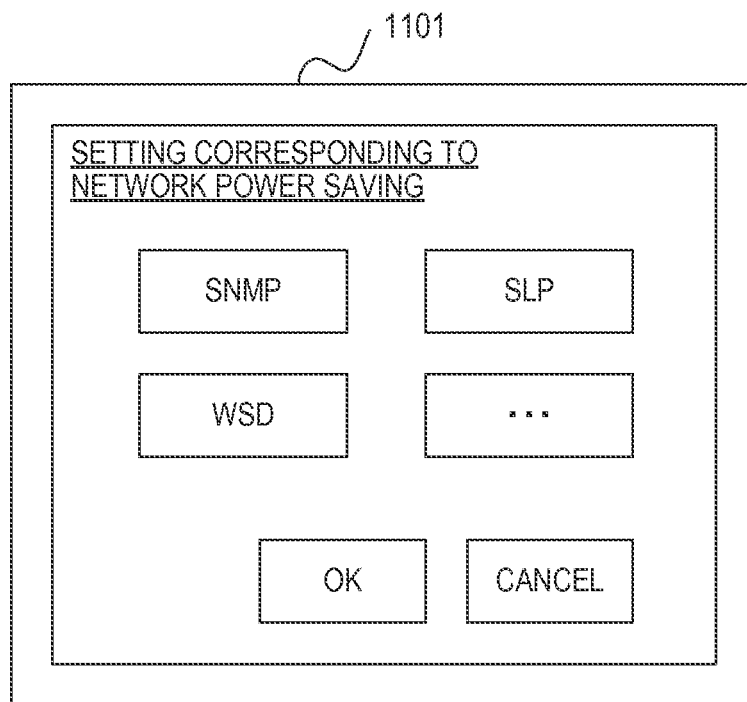 1101
SETTING CORRESPONDING TO
NETWORK POWER SAVING
SNMP SLP
WSD ...
OK CANCEL